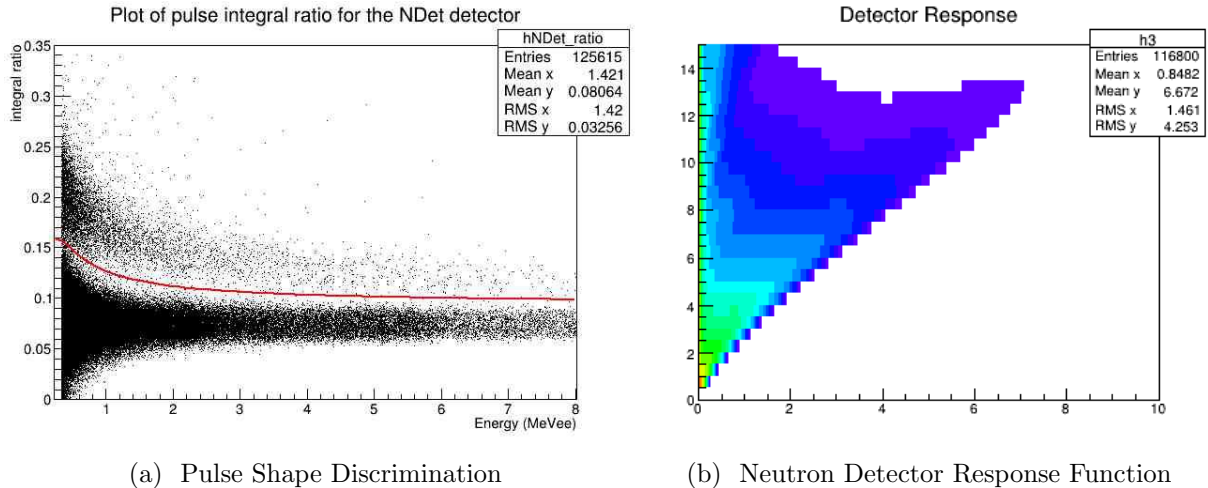 Plot of pulse integral ratio for the NDet detector
hNDet_ratio
Entries 125615
Mean x 1.421
Mean y 0.08064
RMS x 1.42
RMS y 0.03256
integral ratio
0.35
0.3
0.25
0.2
0.15
0.1
0.05
0
1 2 3 4 5 6 7 8
Energy (MeVee)
(a) Pulse Shape Discrimination
Detector Response
h3
Entries 116800
Mean x 0.8482
Mean y 6.672
RMS x 1.461
RMS y 4.253
14
12
10
8
6
4
2
0
0 2 4 6 8 10
(b) Neutron Detector Response Function